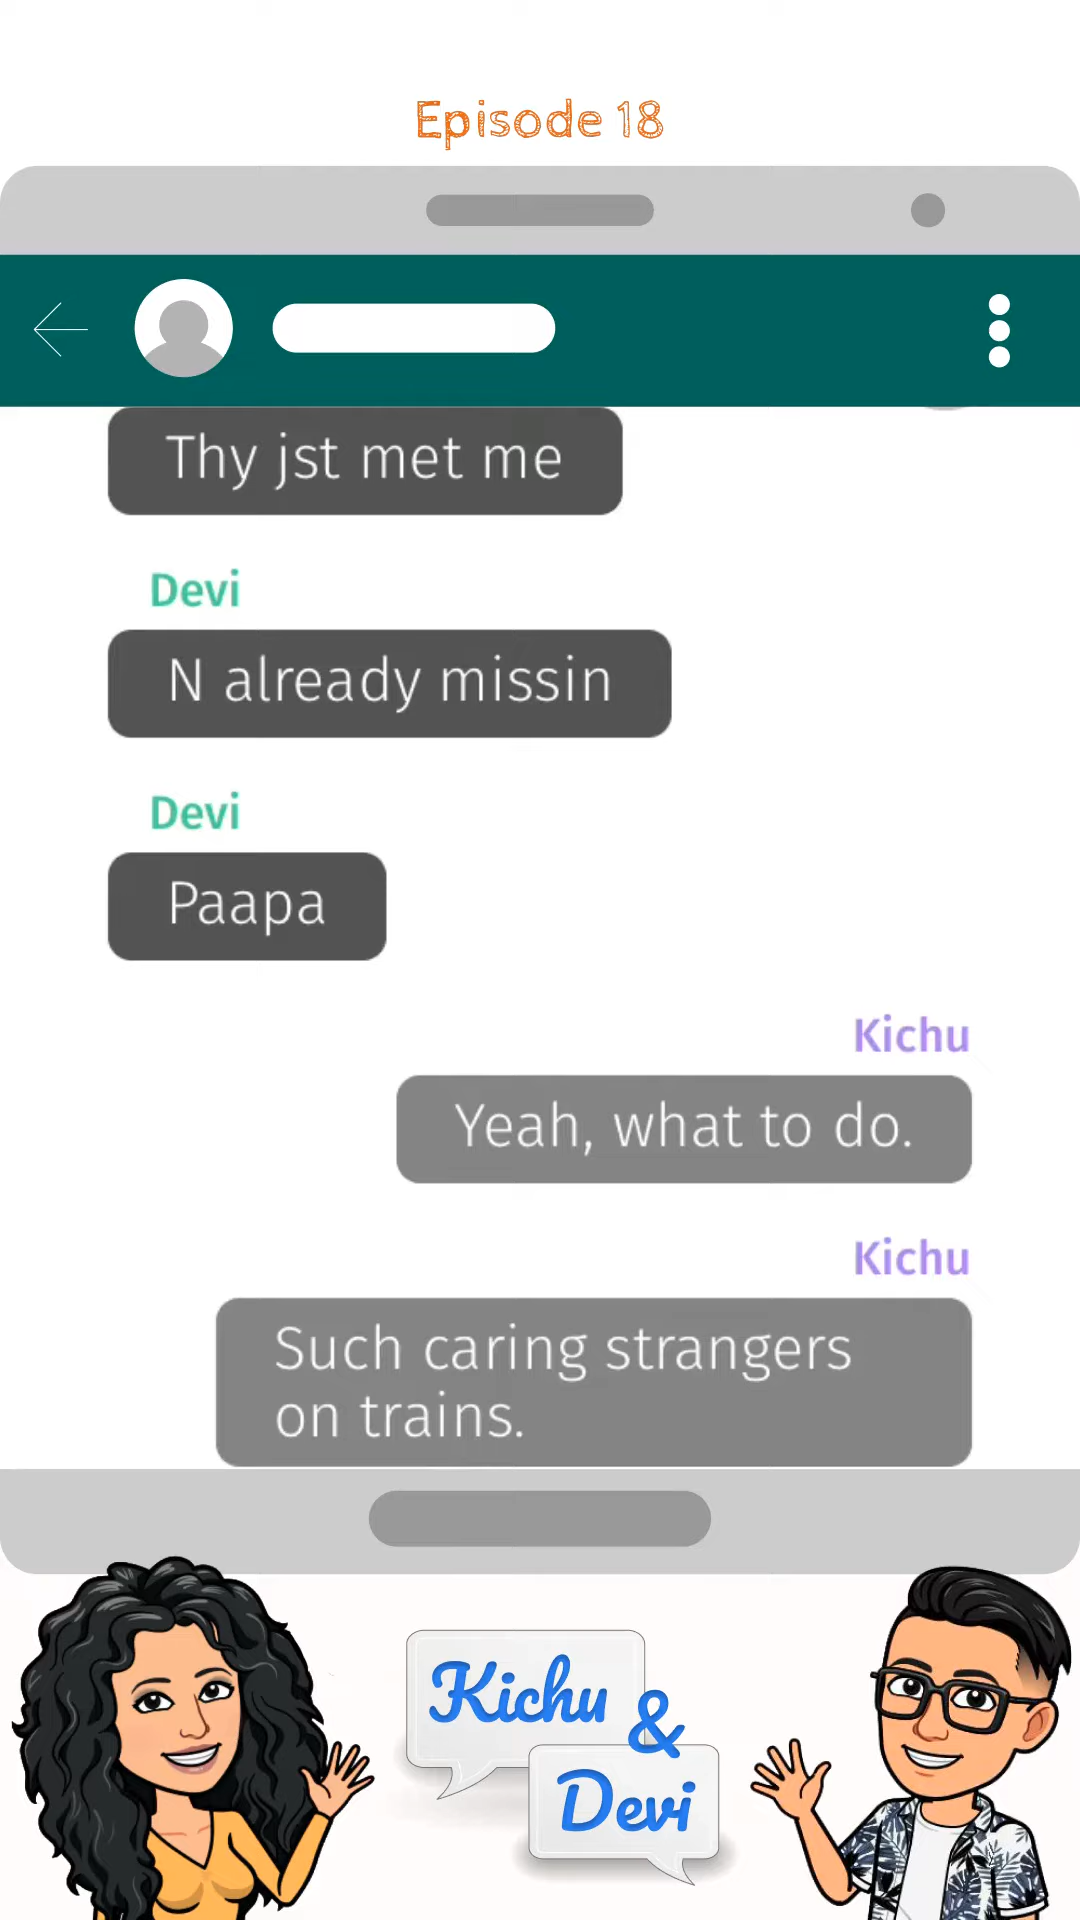 Episode 18
Thy jst met me
Devi
N already missin
Devi
Paapa
Kichu
Yeah, what to do.
Kichu
Such caring strangers
on trains.
Kichu
&
Devi